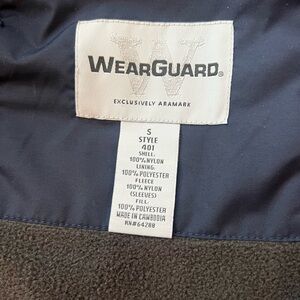 WEARGUARD®
EXCLUSIVELY ARAMARK
S
STYLE
401
SHELL:
100% NYLON
LINING:
100% POLYESTER
FLEECE
100% NYLON
(SLEEVES)
FILL:
100% POLYESTER
MADE IN CAMBODIA
RN#64288